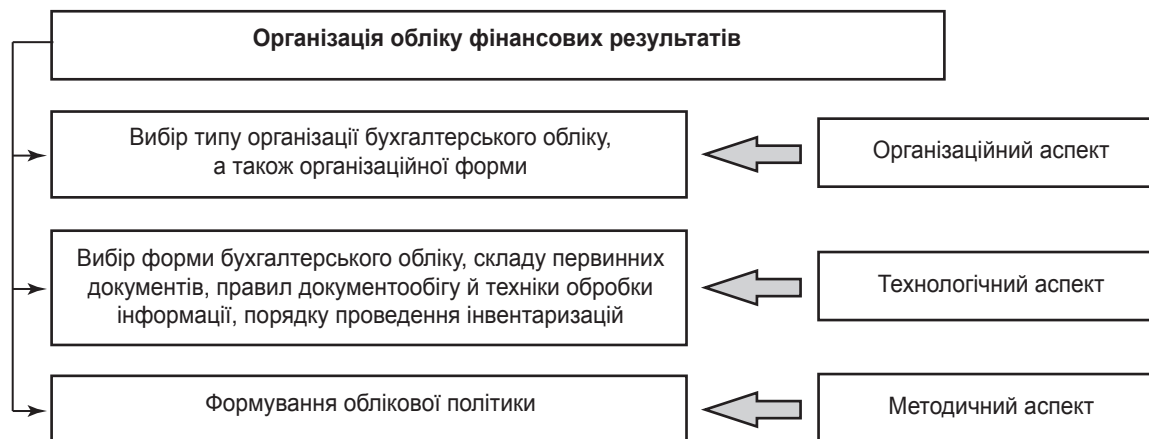 Організація обліку фінансових результатів
Вибір типу організації бухгалтерського обліку,
а також організаційної форми
Організаційний аспект
Вибір форми бухгалтерського обліку, складу первинних
документів, правил документообігу й техніки обробки
інформації, порядку проведення інвентаризацій
Технологічний аспект
Формування облікової політики
Методичний аспект